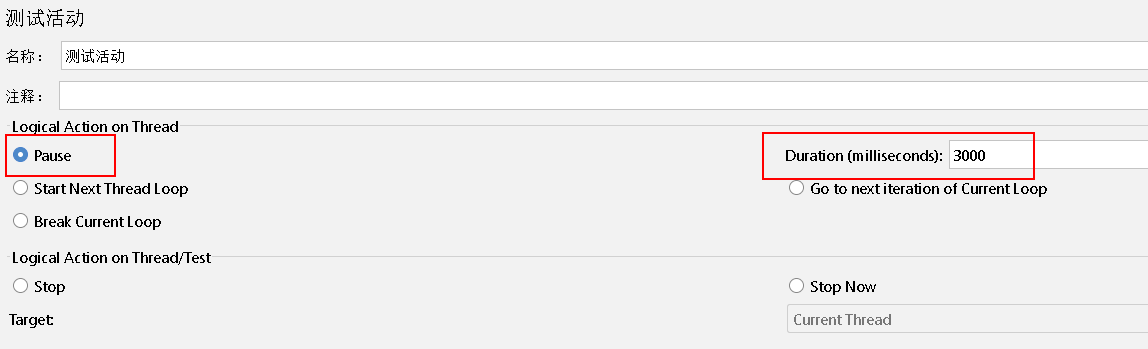 测试活动
名称： 测试活动
注释：
Logical Action on Thread
Pause Duration (milliseconds): 3000
Start Next Thread Loop Go to next iteration of Current Loop
Break Current Loop
Logical Action on Thread/Test
Stop Stop Now
Target: Current Thread